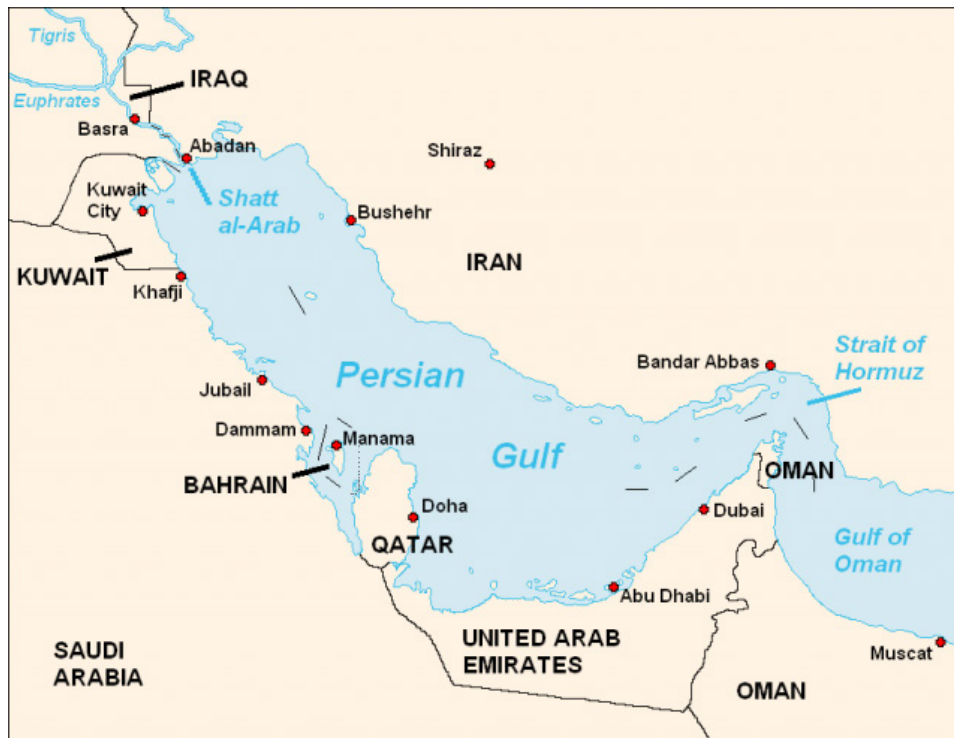 Tigris
IRAQ
Euphrates
Basra
Abadan
Shiraz
Kuwait
City
Shatt
al-Arab
Bushehr
IRAN
KUWAIT
Khafji
Strait of
Hormuz
Bandar Abbas
Persian
Jubail
Dammam
Manama
Gulf
OMAN
BAHRAIN
Doha
Dubai
QATAR
Gulf of
Oman
Abu Dhabi
UNITED ARAB
EMIRATES
SAUDI
ARABIA
Muscat
OMAN